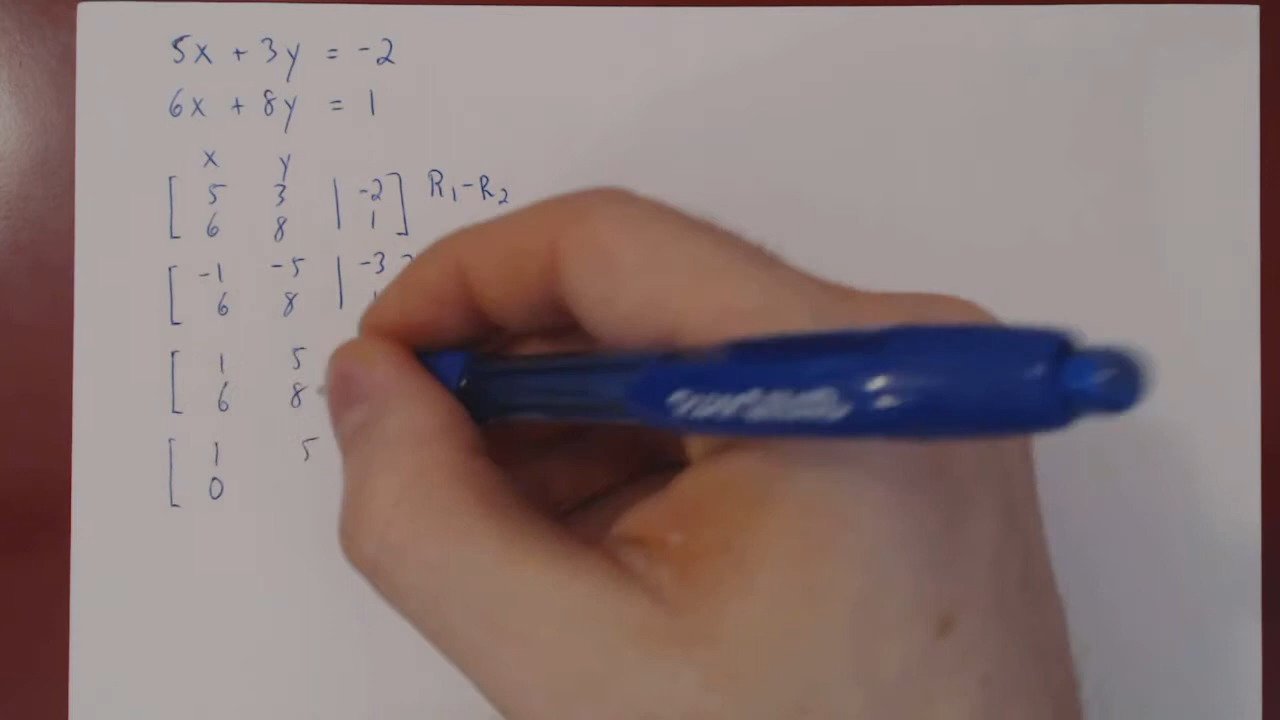 5x + 3y = -2
6x + 8y = 1
x y
[ 5 3 | -2 ] R₁-R₂
6 8 | 1
[ -1 -5 | -3
6 8
[ 1 5
6 8
[ 1 5
0